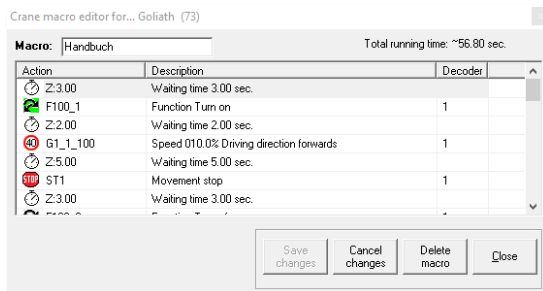 Crane macro editor for... Goliath (73)
Macro: Handbuch Total running time: ~56.80 sec.
Action Description Decoder
Z:3.00 Waiting time 3.00 sec.
F100_1 Function Turn on 1
Z:2.00 Waiting time 2.00 sec.
40 G1_1_100 Speed 010.0% Driving direction forwards 1
Z:5.00 Waiting time 5.00 sec.
STOP ST1 Movement stop 1
Z:3.00 Waiting time 3.00 sec.
Save changes
Cancel changes
Delete macro
Close